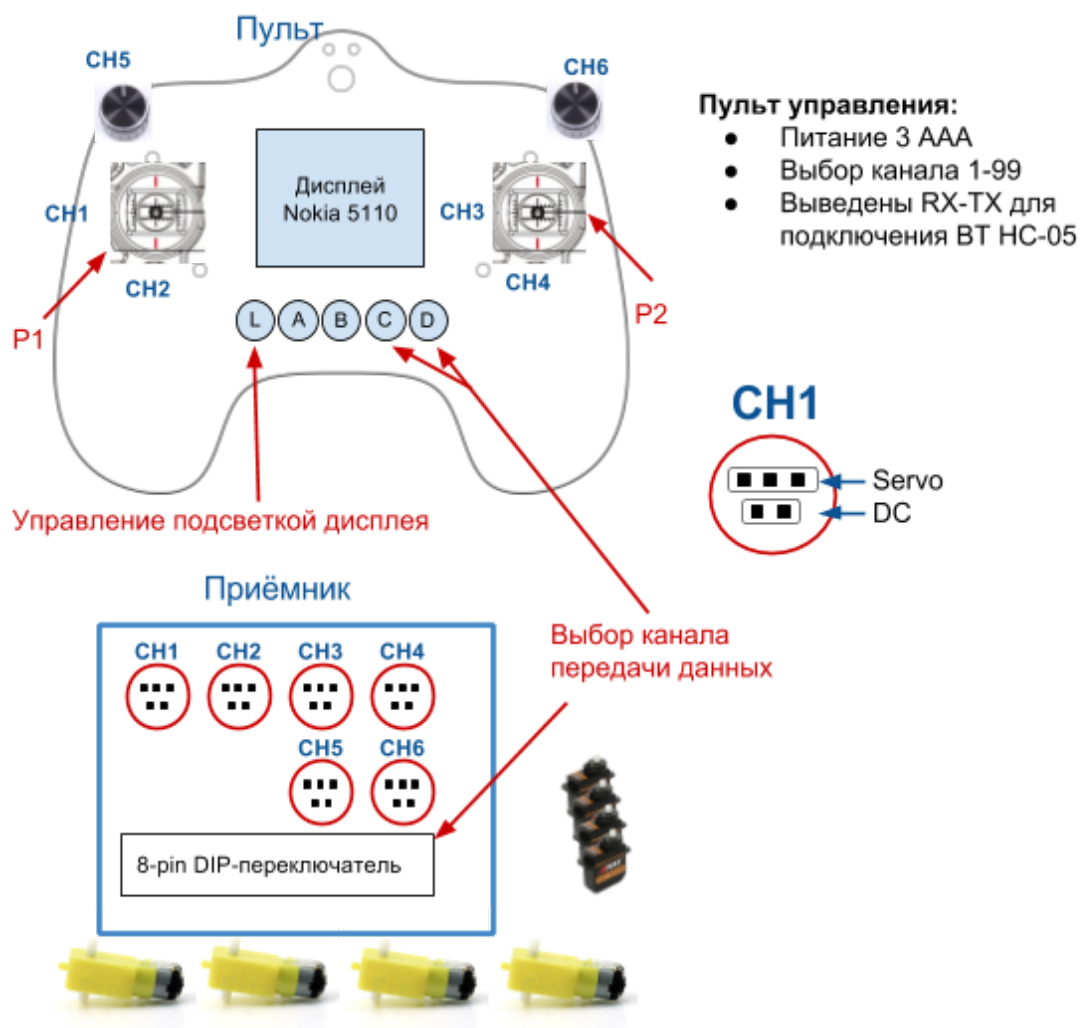 Пульт
CH5
CH6
Дисплей
Nokia 5110
CH1
CH3
CH2
CH4
P1
P2
L
A
B
C
D
Управление подсветкой дисплея
Пульт управления:
● Питание 3 ААА
● Выбор канала 1-99
● Выведены RX-TX для
подключения BT HC-05
CH1
Servo
DC
Приёмник
CH1
CH2
CH3
CH4
CH5
CH6
8-pin DIP-переключатель
Выбор канала
передачи данных